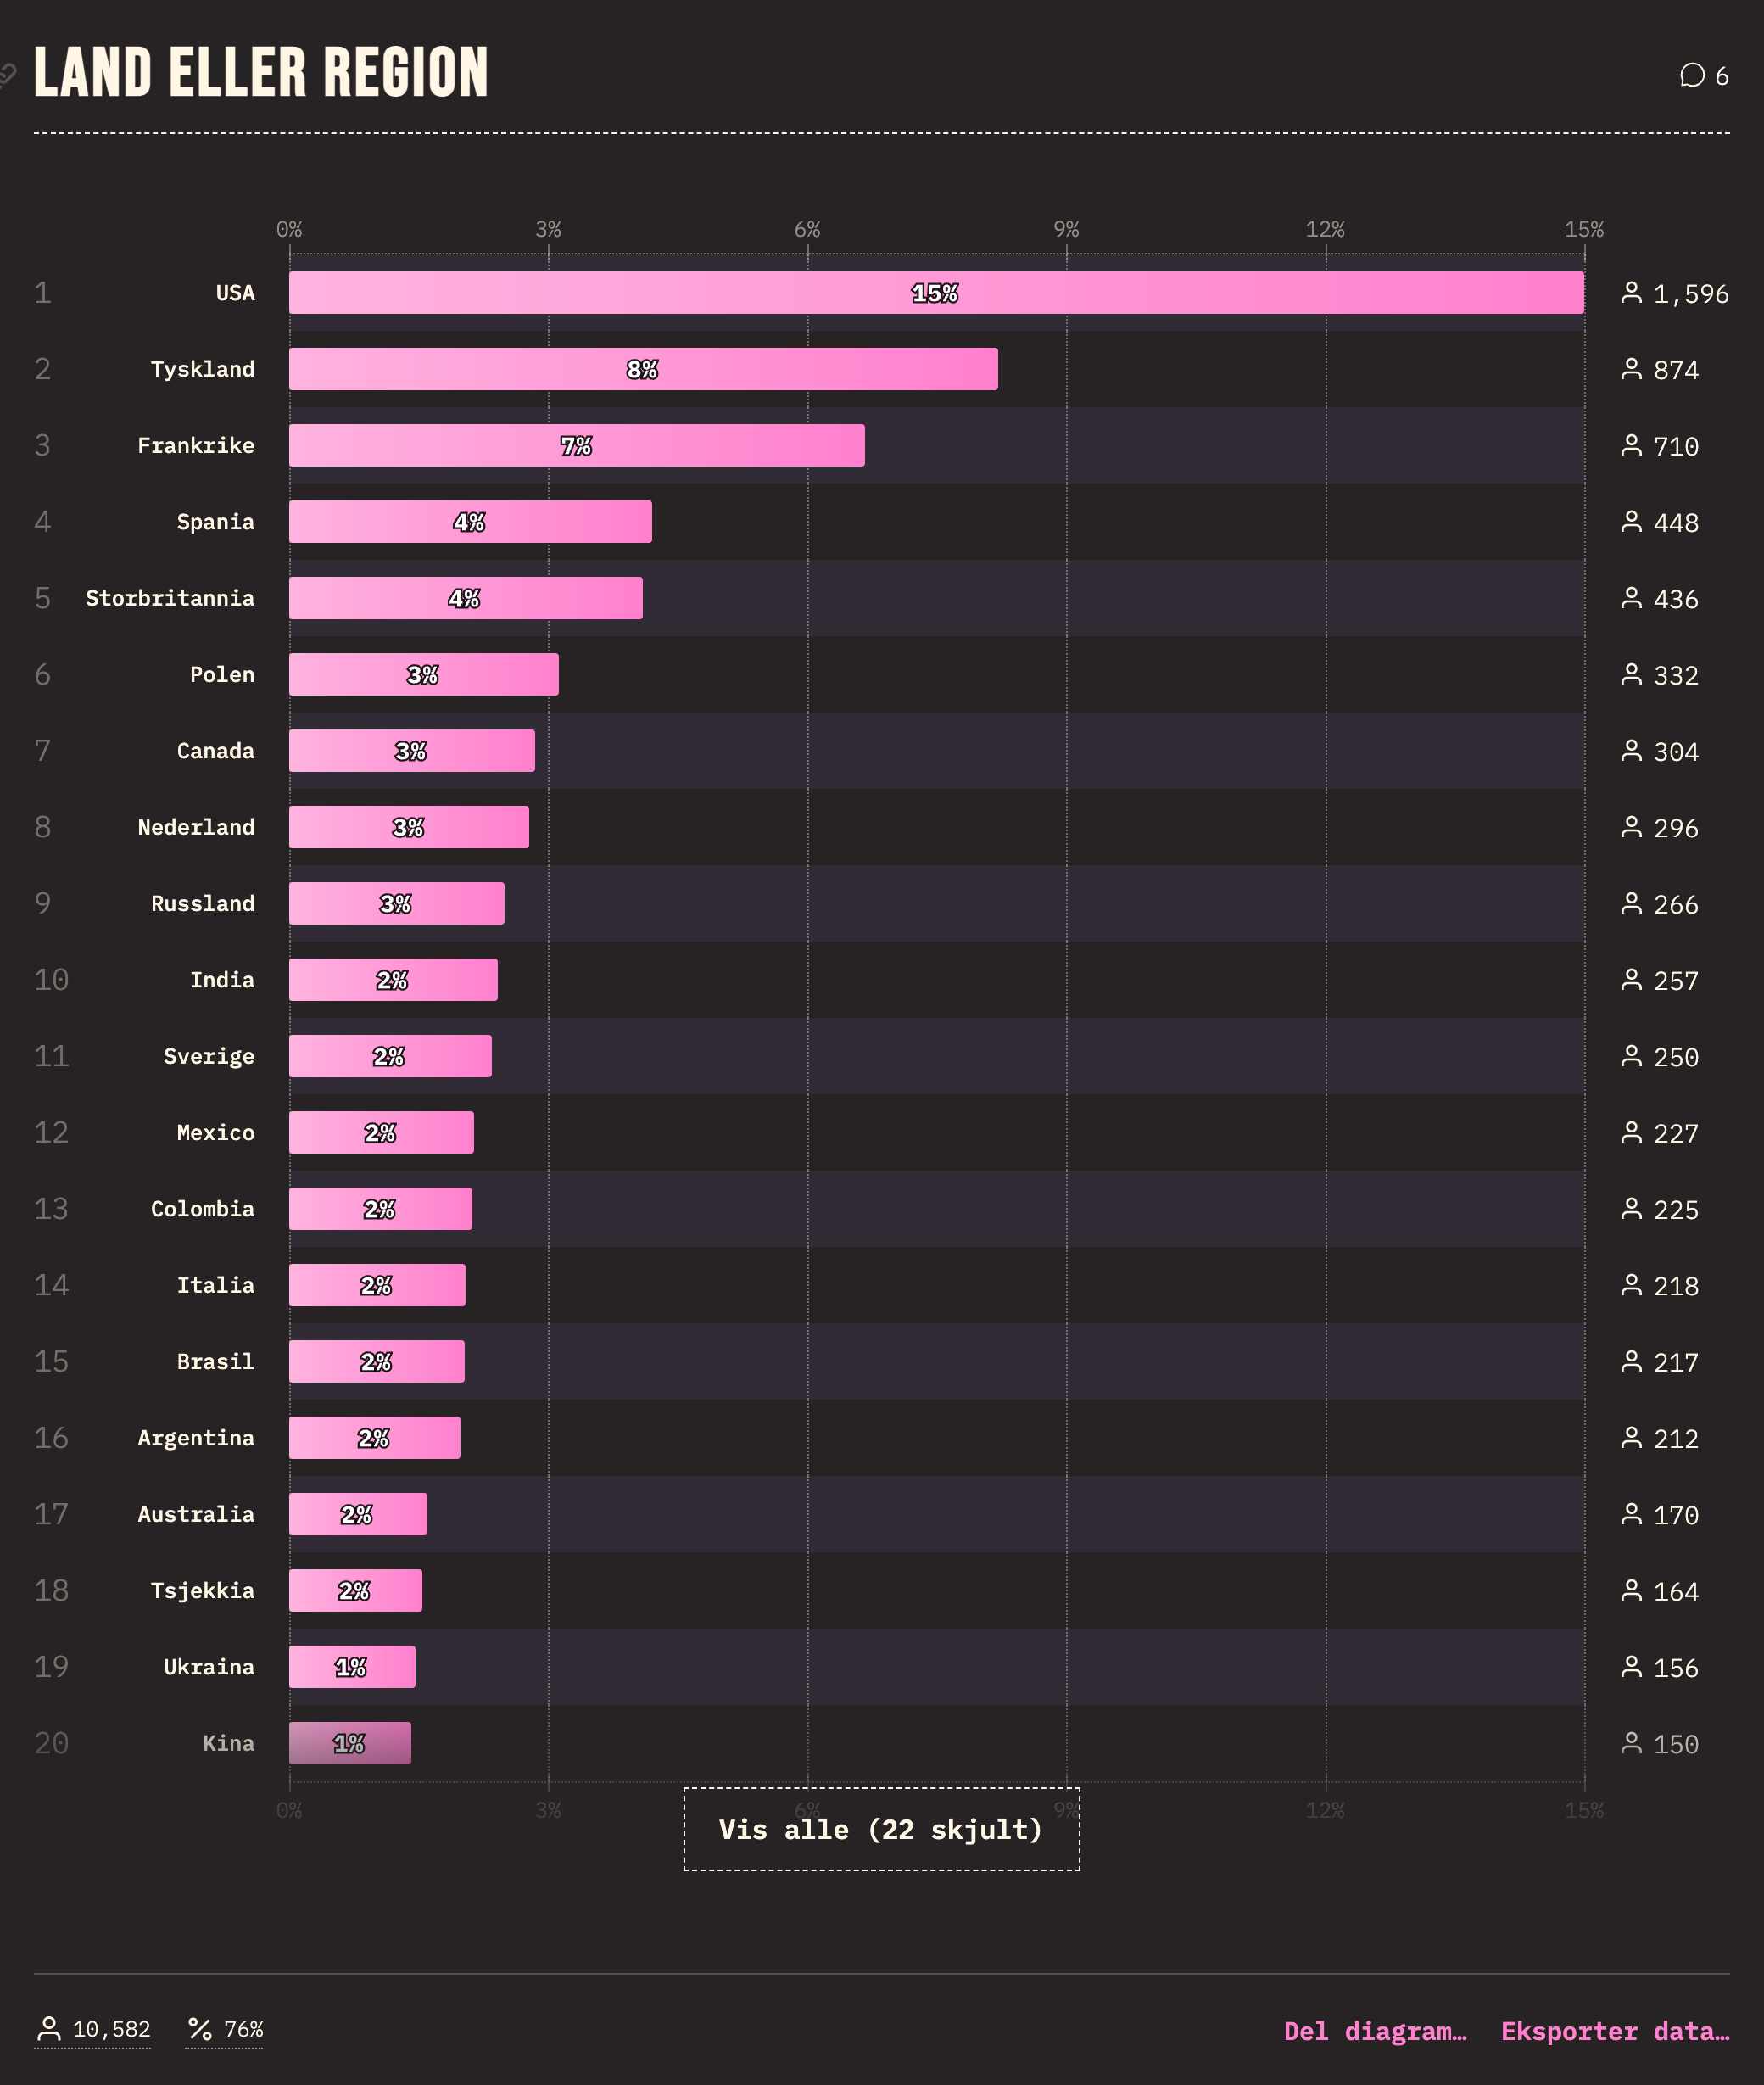 LAND ELLER REGION
6
0% 3% 6% 9% 12% 15%
1 USA 15% 1,596
2 Tyskland 8% 874
3 Frankrike 7% 710
4 Spania 4% 448
5 Storbritannia 4% 436
6 Polen 3% 332
7 Canada 3% 304
8 Nederland 3% 296
9 Russland 3% 266
10 India 2% 257
11 Sverige 2% 250
12 Mexico 2% 227
13 Colombia 2% 225
14 Italia 2% 218
15 Brasil 2% 217
16 Argentina 2% 212
17 Australia 2% 170
18 Tsjekkia 2% 164
19 Ukraina 1% 156
20 Kina 1% 150
0% 3% 6% 9% 12% 15%
Vis alle (22 skjult)
10,582 % 76% Del diagram… Eksporter data…